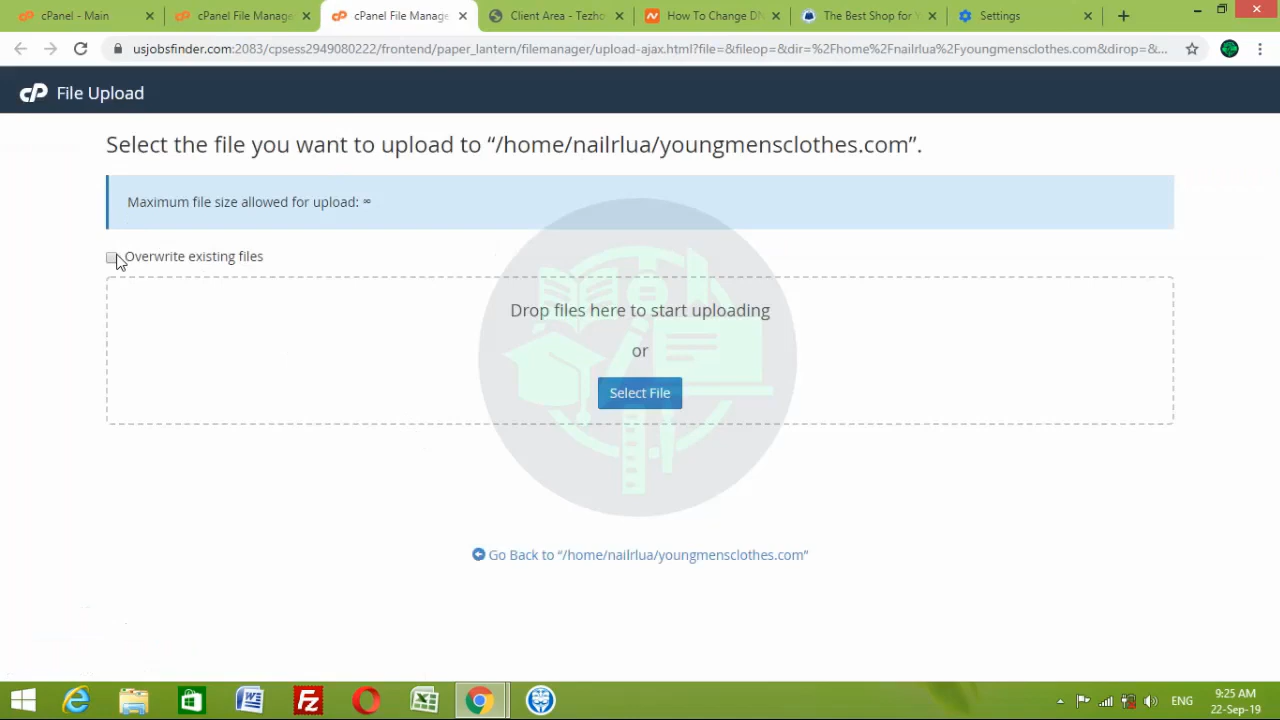 cPanel - Main
cPanel File Manage
cPanel File Manage
Client Area - Tezho
How To Change DN
The Best Shop for Y
Settings
usjobsfinder.com:2083/cpsess2949080222/frontend/paper_lantern/filemanager/upload-ajax.html?file=&fileop=&dir=%2Fhome%2Fnailrlua%2Fyoungmensclothes.com&dirop=&...
cP File Upload
Select the file you want to upload to “/home/nailrlua/youngmensclothes.com”.
Maximum file size allowed for upload: ∞
Overwrite existing files
Drop files here to start uploading
or
Select File
Go Back to “/home/nailrlua/youngmensclothes.com”
ENG
9:25 AM
22-Sep-19